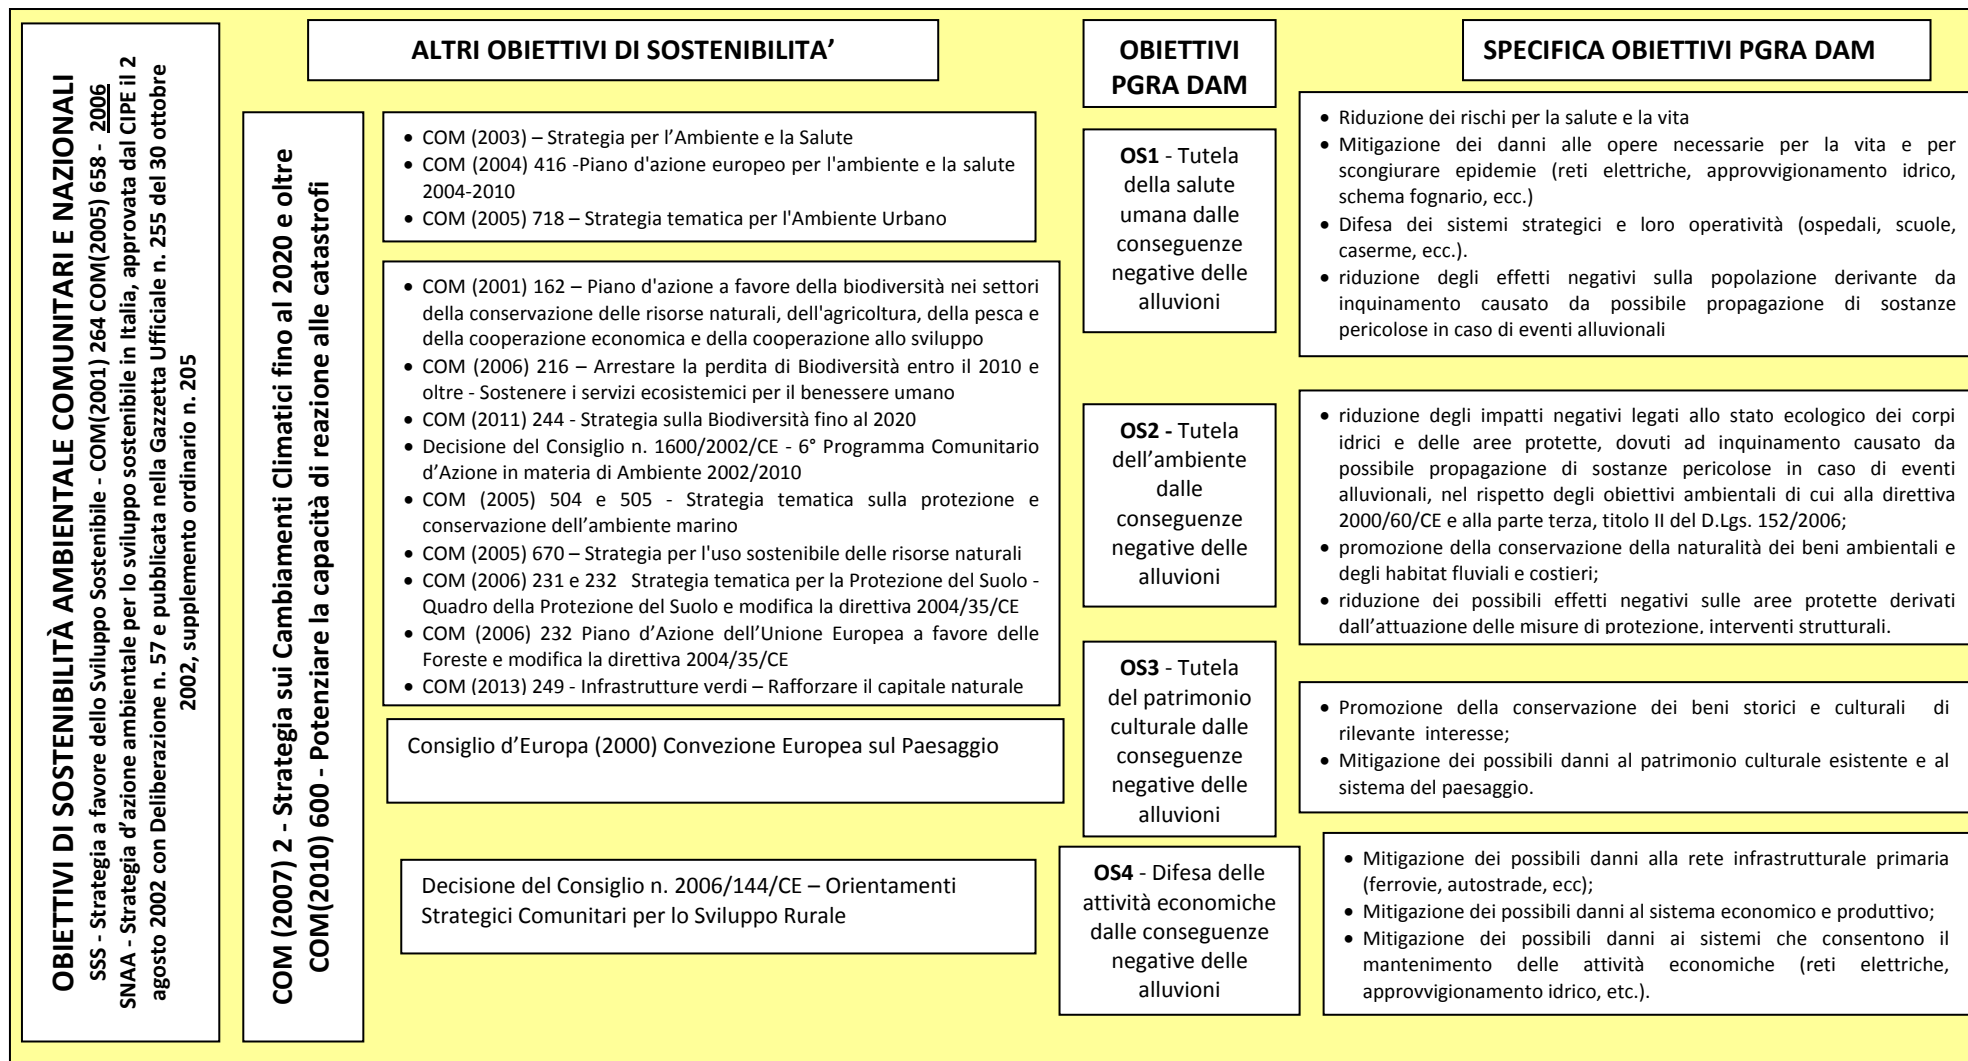 OBIETTIVI DI SOSTENIBILITÀ AMBIENTALE COMUNITARI E NAZIONALI
SSS - Strategia a favore dello Sviluppo Sostenibile - COM(2001) 264 COM(2005) 658 - 2006
SNAA - Strategia d'azione ambientale per lo sviluppo sostenibile in Italia, approvata dal CIPE il 2
agosto 2002 con Deliberazione n. 57 e pubblicata nella Gazzetta Ufficiale n. 255 del 30 ottobre
2002, supplemento ordinario n. 205
COM (2007) 2 - Strategia sui Cambiamenti Climatici fino al 2020 e oltre
COM(2010) 600 - Potenziare la capacità di reazione alle catastrofi
ALTRI OBIETTIVI DI SOSTENIBILITA'
• COM (2003) – Strategia per l'Ambiente e la Salute
• COM (2004) 416 -Piano d'azione europeo per l'ambiente e la salute
2004-2010
• COM (2005) 718 – Strategia tematica per l'Ambiente Urbano
• COM (2001) 162 – Piano d'azione a favore della biodiversità nei settori
della conservazione delle risorse naturali, dell'agricoltura, della pesca e
della cooperazione economica e della cooperazione allo sviluppo
• COM (2006) 216 – Arrestare la perdita di Biodiversità entro il 2010 e
oltre - Sostenere i servizi ecosistemici per il benessere umano
• COM (2011) 244 - Strategia sulla Biodiversità fino al 2020
• Decisione del Consiglio n. 1600/2002/CE - 6° Programma Comunitario
d'Azione in materia di Ambiente 2002/2010
• COM (2005) 504 e 505 - Strategia tematica sulla protezione e
conservazione dell'ambiente marino
• COM (2005) 670 – Strategia per l'uso sostenibile delle risorse naturali
• COM (2006) 231 e 232 Strategia tematica per la Protezione del Suolo -
Quadro della Protezione del Suolo e modifica la direttiva 2004/35/CE
• COM (2006) 232 Piano d'Azione dell'Unione Europea a favore delle
Foreste e modifica la direttiva 2004/35/CE
• COM (2013) 249 - Infrastrutture verdi – Rafforzare il capitale naturale
Consiglio d'Europa (2000) Convezione Europea sul Paesaggio
Decisione del Consiglio n. 2006/144/CE – Orientamenti
Strategici Comunitari per lo Sviluppo Rurale
OBIETTIVI
PGRA DAM
OS1 - Tutela
della salute
umana dalle
conseguenze
negative delle
alluvioni
OS2 - Tutela
dell'ambiente
dalle
conseguenze
negative delle
alluvioni
OS3 - Tutela
del patrimonio
culturale dalle
conseguenze
negative delle
alluvioni
OS4 - Difesa delle
attività economiche
dalle conseguenze
negative delle
alluvioni
SPECIFICA OBIETTIVI PGRA DAM
• Riduzione dei rischi per la salute e la vita
• Mitigazione dei danni alle opere necessarie per la vita e per
scongiurare epidemie (reti elettriche, approvvigionamento idrico,
schema fognario, ecc.)
• Difesa dei sistemi strategici e loro operatività (ospedali, scuole,
caserme, ecc.).
• riduzione degli effetti negativi sulla popolazione derivante da
inquinamento causato da possibile propagazione di sostanze
pericolose in caso di eventi alluvionali
• riduzione degli impatti negativi legati allo stato ecologico dei corpi
idrici e delle aree protette, dovuti ad inquinamento causato da
possibile propagazione di sostanze pericolose in caso di eventi
alluvionali, nel rispetto degli obiettivi ambientali di cui alla direttiva
2000/60/CE e alla parte terza, titolo II del D.Lgs. 152/2006;
• promozione della conservazione della naturalità dei beni ambientali e
degli habitat fluviali e costieri;
• riduzione dei possibili effetti negativi sulle aree protette derivati
dall'attuazione delle misure di protezione, interventi strutturali.
• Promozione della conservazione dei beni storici e culturali di
rilevante interesse;
• Mitigazione dei possibili danni al patrimonio culturale esistente e al
sistema del paesaggio.
• Mitigazione dei possibili danni alla rete infrastrutturale primaria
(ferrovie, autostrade, ecc);
• Mitigazione dei possibili danni al sistema economico e produttivo;
• Mitigazione dei possibili danni ai sistemi che consentono il
mantenimento delle attività economiche (reti elettriche,
approvvigionamento idrico, etc.).